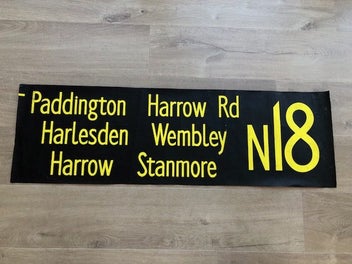 Paddington Harrow Rd
Harlesden Wembley
Harrow Stanmore
N18